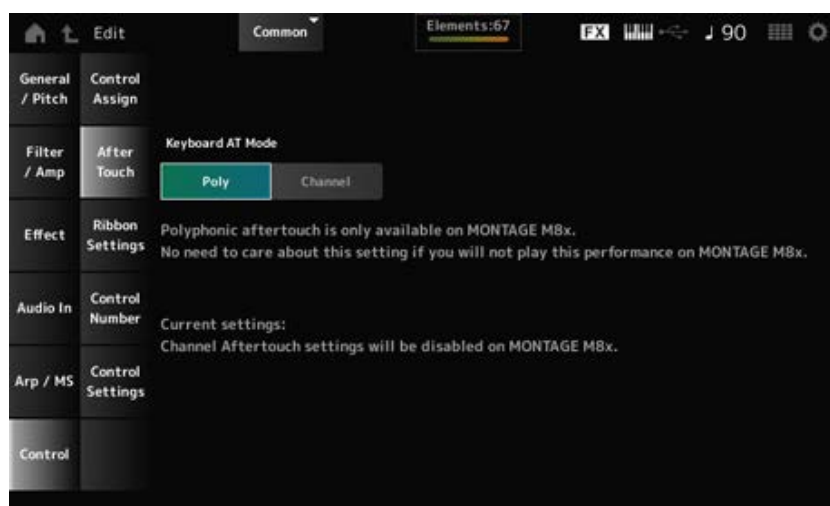 Edit
Common
Elements:67
FX
90
General
/ Pitch
Control
Assign
Filter
/ Amp
After
Touch
Keyboard AT Mode
Poly
Channel
Effect
Ribbon
Settings
Polyphonic aftertouch is only available on MONTAGE M8x.
No need to care about this setting if you will not play this performance on MONTAGE M8x.
Audio In
Control
Number
Current settings:
Channel Aftertouch settings will be disabled on MONTAGE M8x.
Arp / MS
Control
Settings
Control